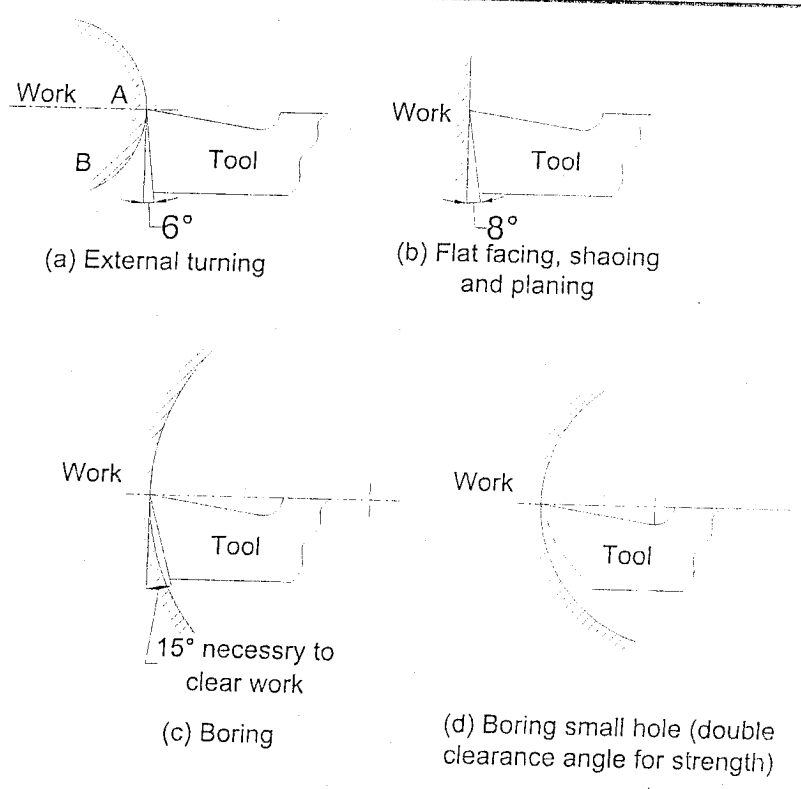 Work A
B
Tool
6°
(a) External turning
Work
Tool
8°
(b) Flat facing, shaoing
and planing
Work
Tool
15° necessry to
clear work
(c) Boring
Work
Tool
(d) Boring small hole (double
clearance angle for strength)